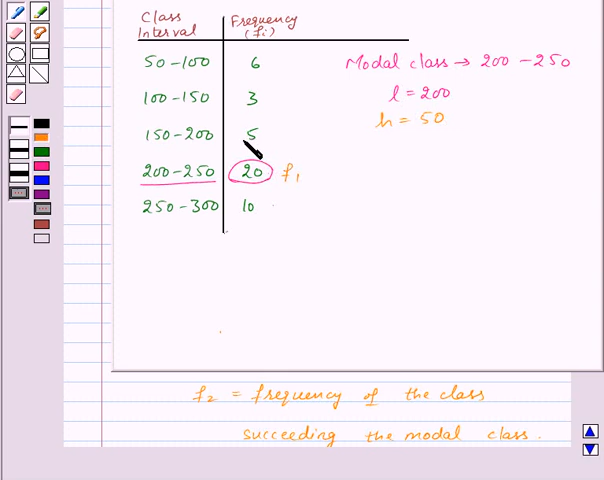 Class Interval Frequency (fi)
50-100 6
100-150 3
150-200 5
200-250 20 f1
250-300 10
Modal class → 200-250
l = 200
h = 50
f2 = frequency of the class
succeeding the modal class.